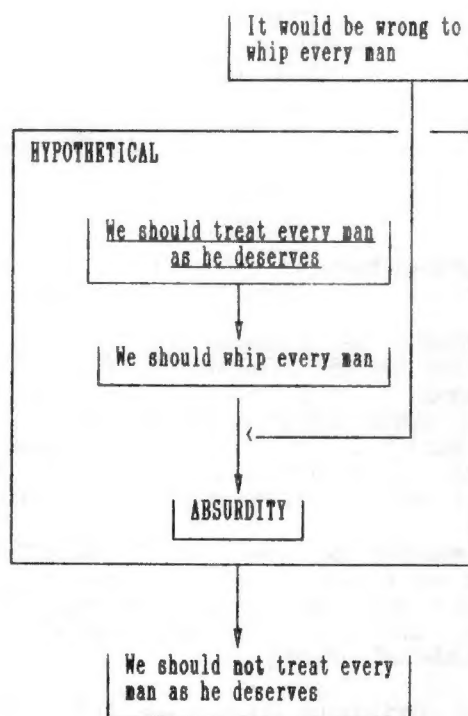 It would be wrong to
whip every man
HYPOTHETICAL
We should treat every man
as he deserves
We should whip every man
ABSURDITY
We should not treat every
man as he deserves